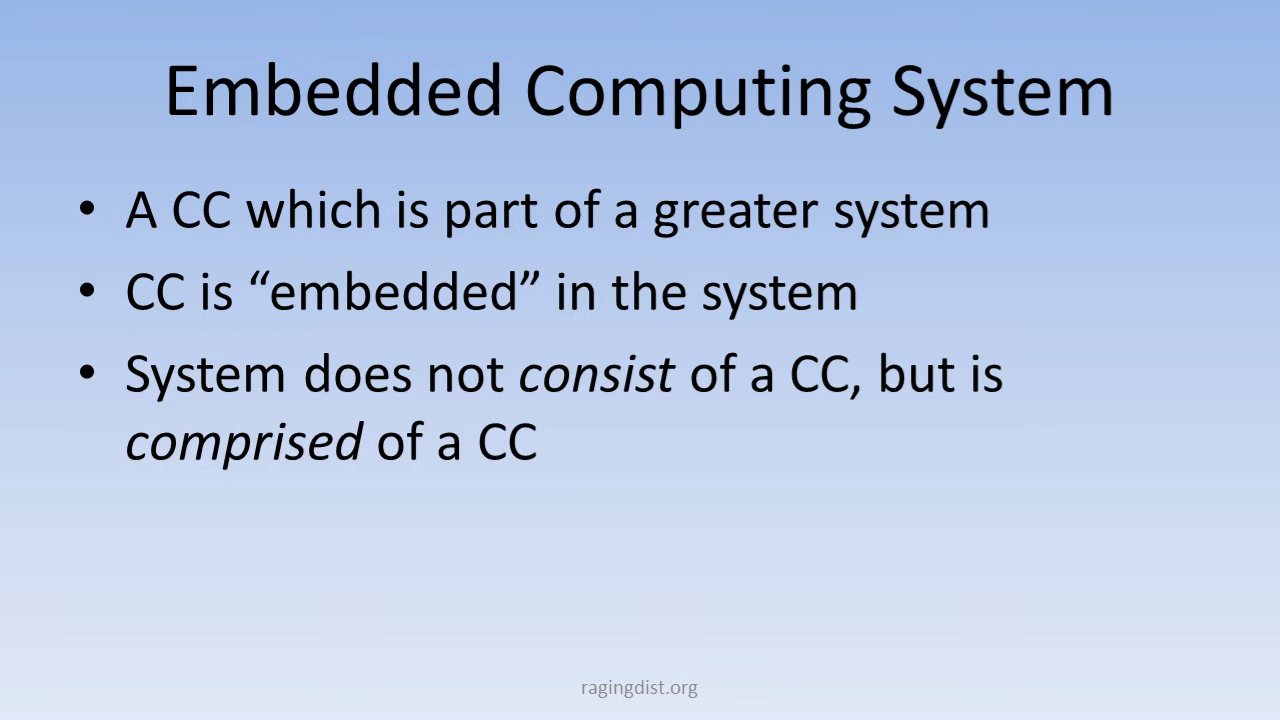 Embedded Computing System
• A CC which is part of a greater system
• CC is “embedded” in the system
• System does not consist of a CC, but is
comprised of a CC
ragingdist.org